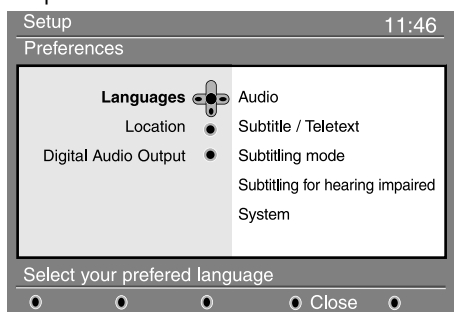 Setup 11:46
Preferences
Languages
Location
Digital Audio Output
Audio
Subtitle / Teletext
Subtitling mode
Subtitling for hearing impaired
System
Select your prefered language
Close